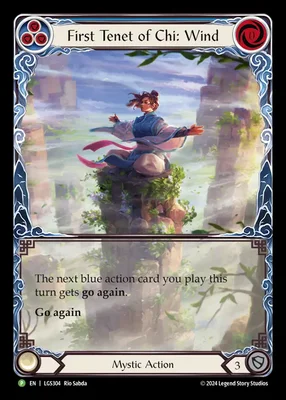 First Tenet of Chi: Wind
The next blue action card you play this
turn gets go again.
Go again
Mystic Action
3
P EN | LGS304 Rio Sabda
© 2024 Legend Story Studios